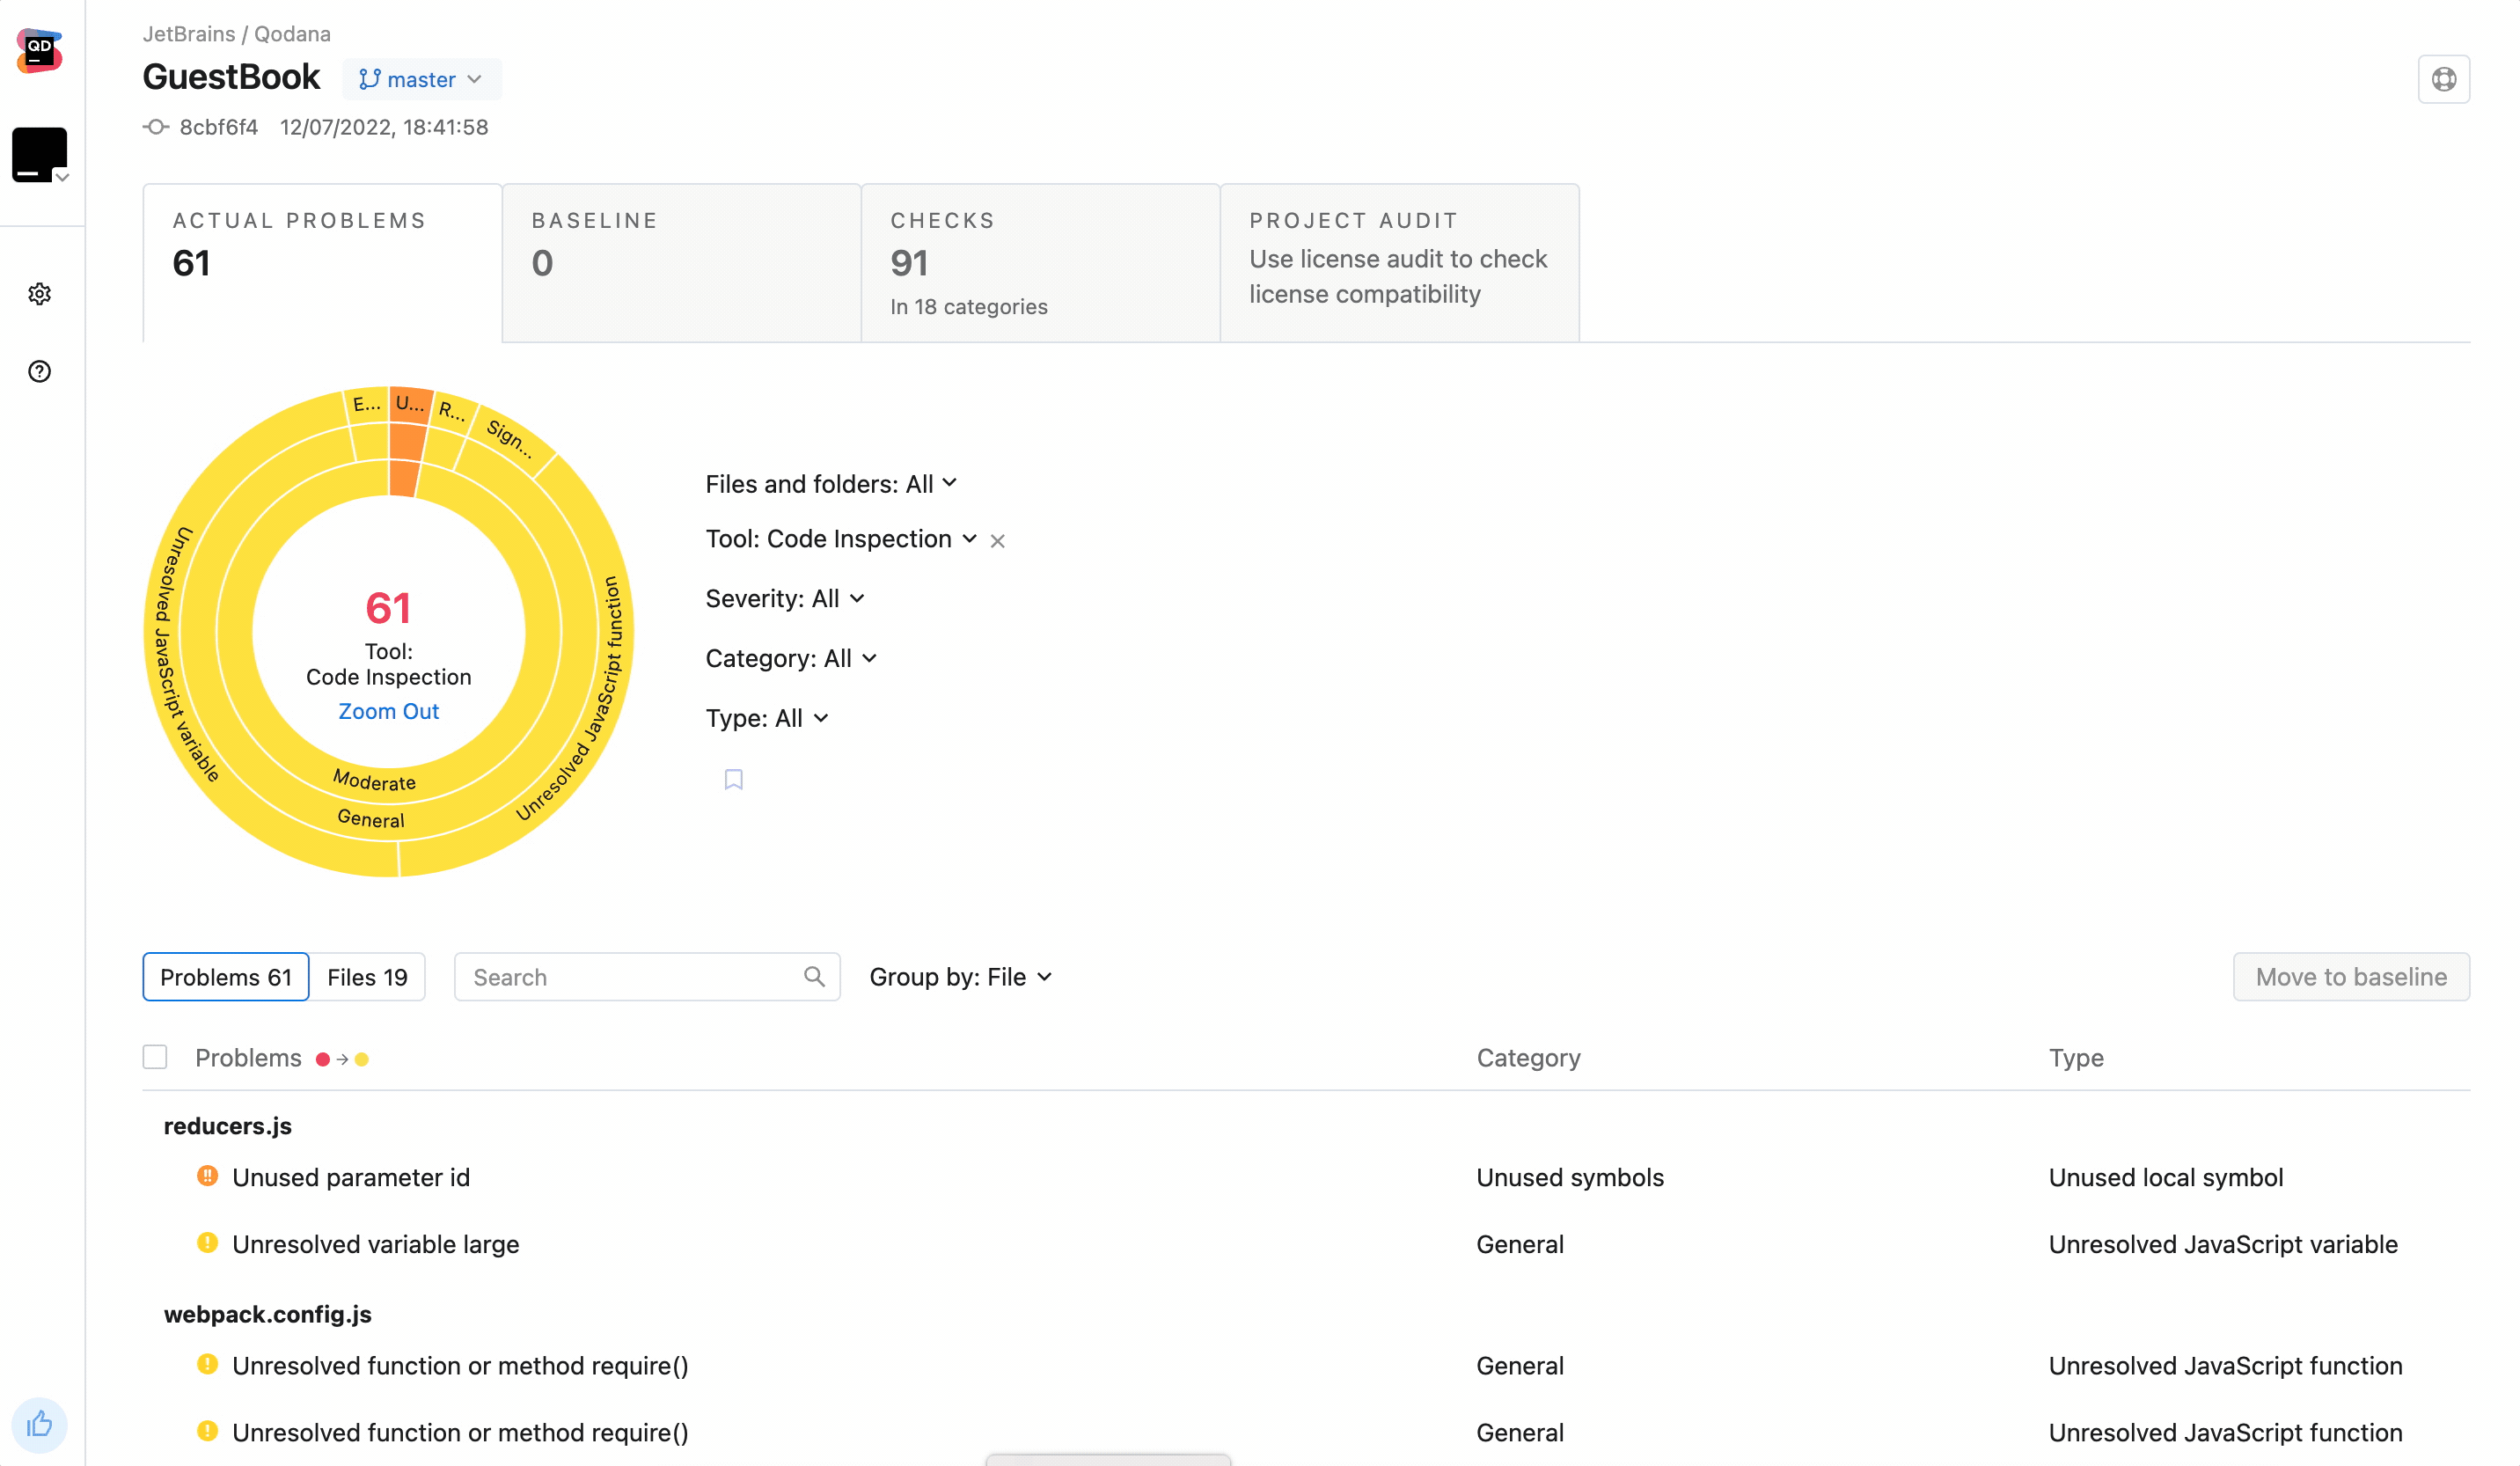 QD
JetBrains / Qodana
GuestBook
master
8cbf6f4 12/07/2022, 18:41:58
ACTUAL PROBLEMS
61
BASELINE
0
CHECKS
91
In 18 categories
PROJECT AUDIT
Use license audit to check
license compatibility
E...
U...
R...
Sign...
Unresolved JavaScript variable
Unresolved JavaScript function
61
Tool:
Code Inspection
Zoom Out
Moderate
General
Files and folders: All
Tool: Code Inspection
Severity: All
Category: All
Type: All
Problems 61
Files 19
Search
Group by: File
Move to baseline
Problems Category Type
reducers.js
Unused parameter id Unused symbols Unused local symbol
Unresolved variable large General Unresolved JavaScript variable
webpack.config.js
Unresolved function or method require() General Unresolved JavaScript function
Unresolved function or method require() General Unresolved JavaScript function